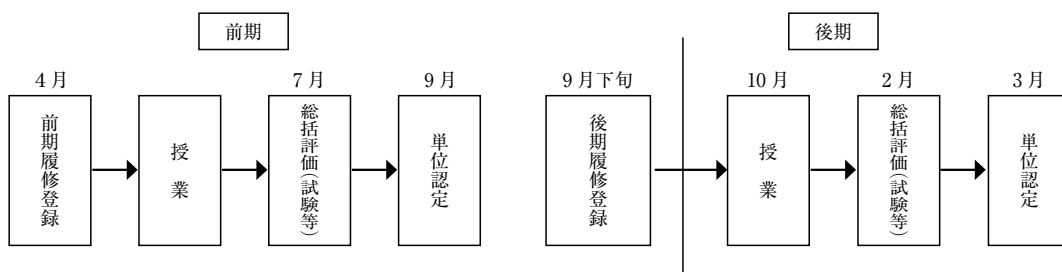 前期
後期
4月
7月
9月
9月下旬
10月
2月
3月
前期履修登録
授業
総括評価(試験等)
単位認定
後期履修登録
授業
総括評価(試験等)
単位認定